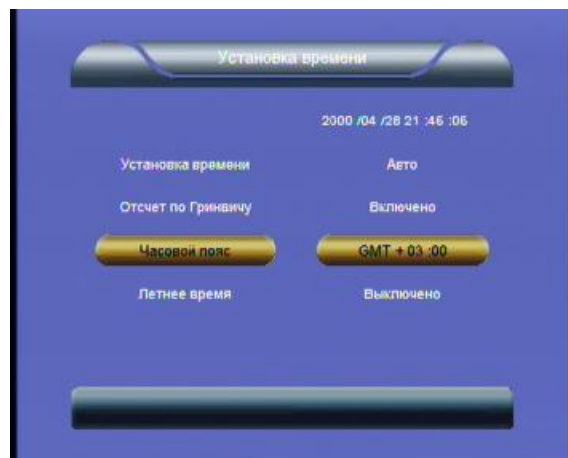 Установка времени
2000 /04 /28 21 :46 :06
Установка времени Авто
Отсчет по Гринвичу Включено
Часовой пояс GMT + 03 :00
Летнее время Выключено